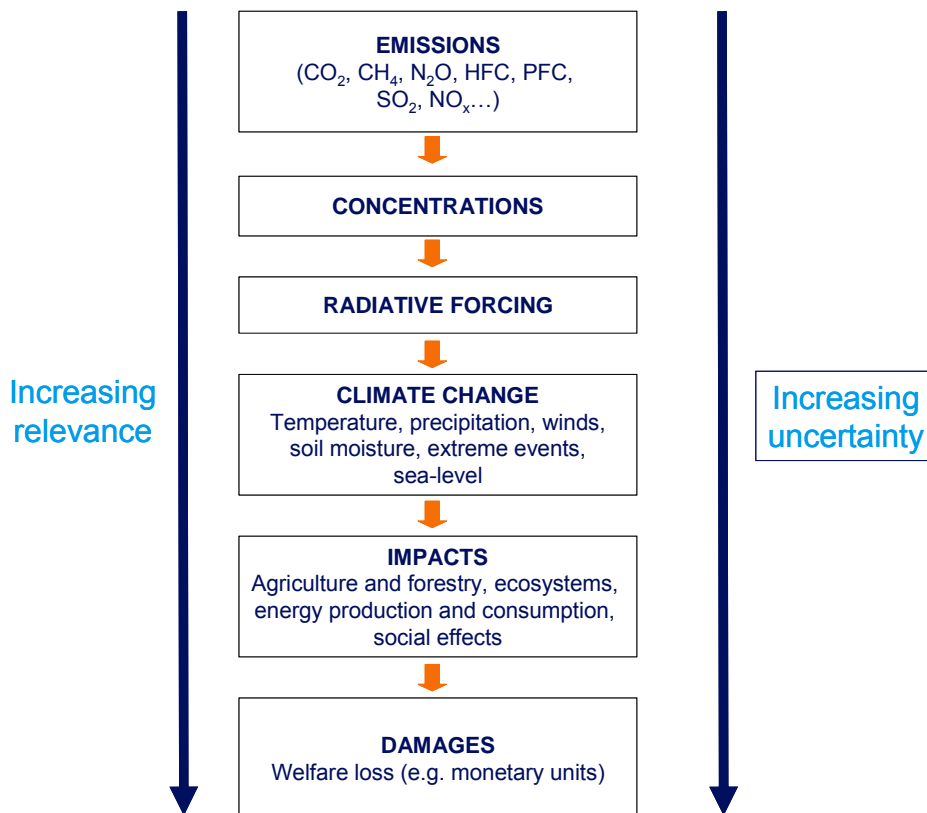 EMISSIONS
(CO₂, CH₄, N₂O, HFC, PFC,
SO₂, NOₓ…)
CONCENTRATIONS
RADIATIVE FORCING
Increasing
relevance
CLIMATE CHANGE
Temperature, precipitation, winds,
soil moisture, extreme events,
sea-level
Increasing
uncertainty
IMPACTS
Agriculture and forestry, ecosystems,
energy production and consumption,
social effects
DAMAGES
Welfare loss (e.g. monetary units)